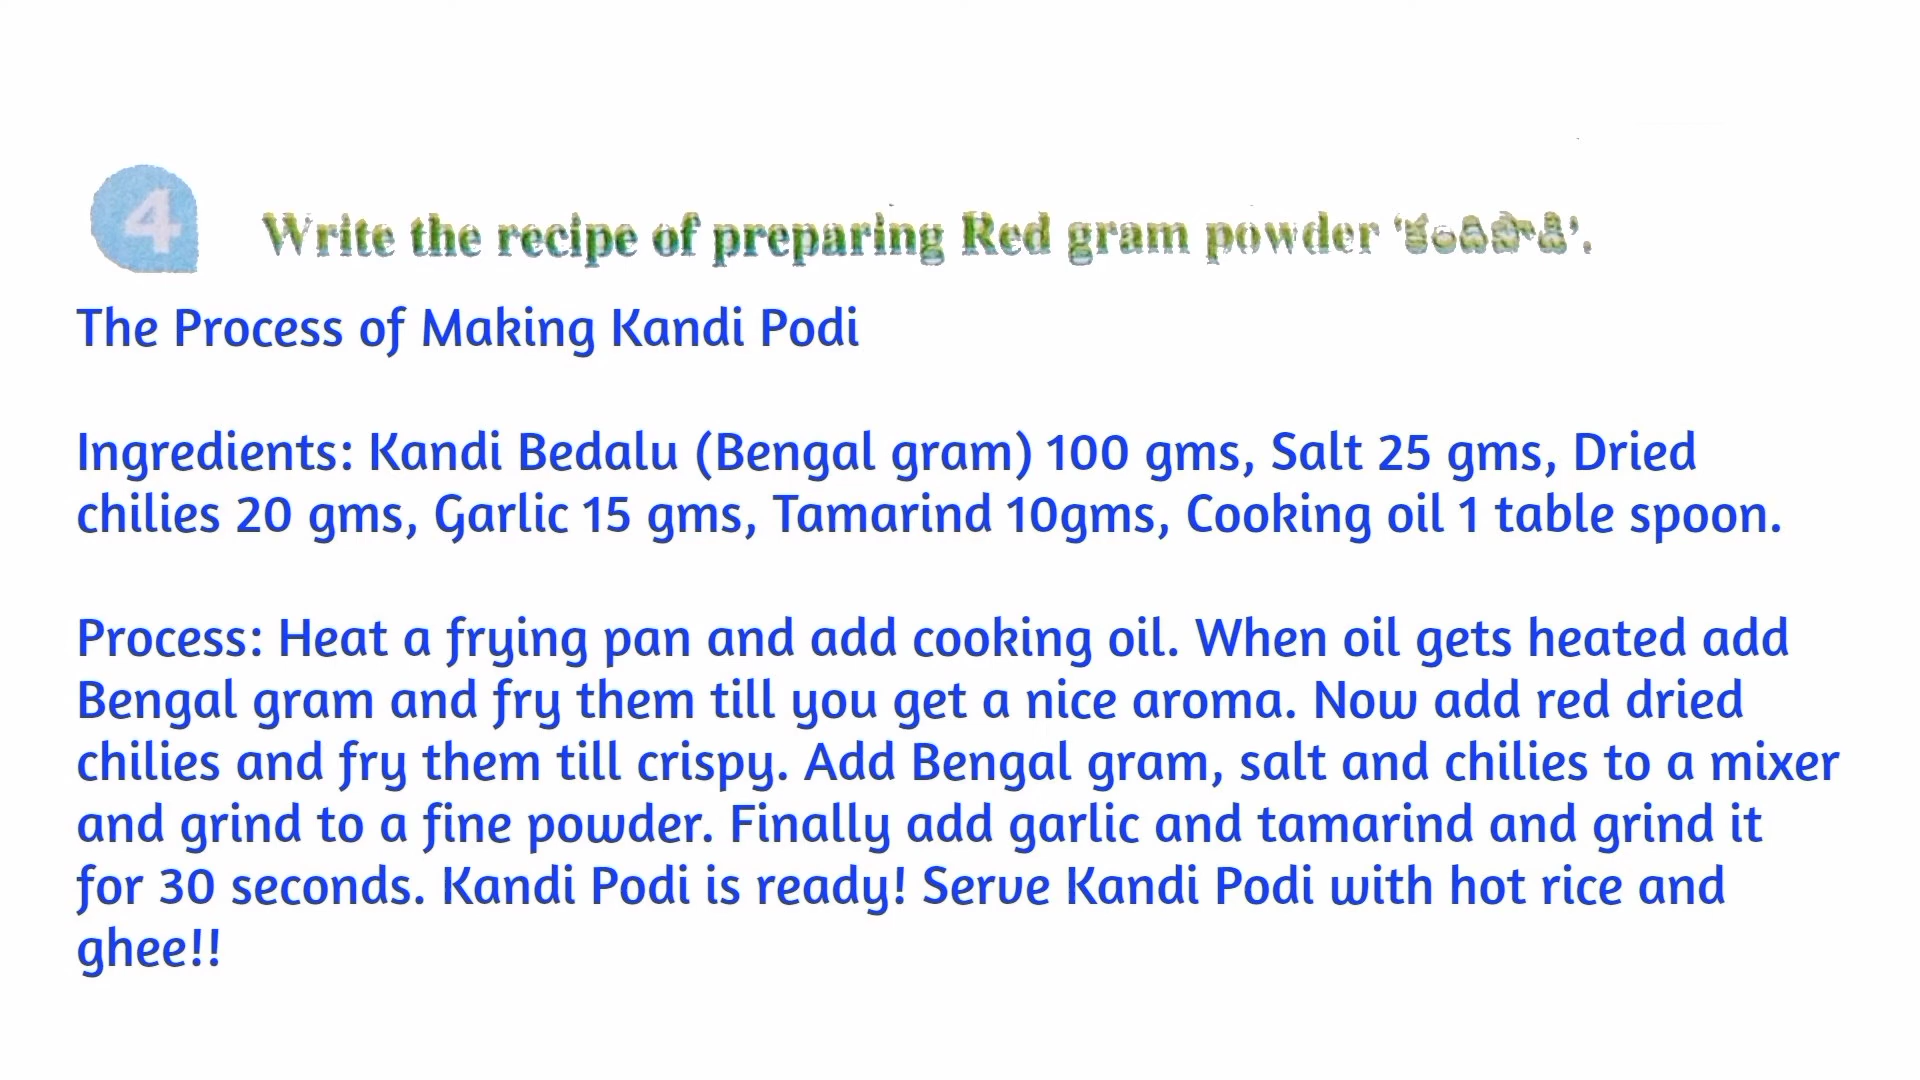 4
Write the recipe of preparing Red gram powder 'కందిపొడి'.
The Process of Making Kandi Podi
Ingredients: Kandi Bedalu (Bengal gram) 100 gms, Salt 25 gms, Dried
chilies 20 gms, Garlic 15 gms, Tamarind 10gms, Cooking oil 1 table spoon.
Process: Heat a frying pan and add cooking oil. When oil gets heated add
Bengal gram and fry them till you get a nice aroma. Now add red dried
chilies and fry them till crispy. Add Bengal gram, salt and chilies to a mixer
and grind to a fine powder. Finally add garlic and tamarind and grind it
for 30 seconds. Kandi Podi is ready! Serve Kandi Podi with hot rice and
ghee!!